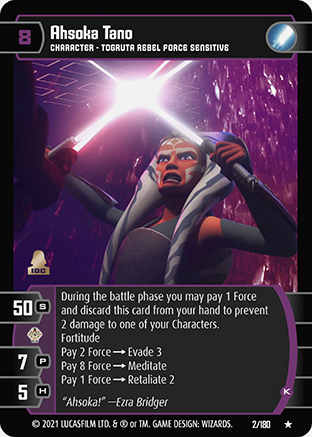 8 Ahsoka Tano
CHARACTER - TOGRUTA REBEL FORCE SENSITIVE
IDC
50 S
7 P
5 H
During the battle phase you may pay 1 Force
and discard this card from your hand to prevent
2 damage to one of your Characters.
Fortitude
Pay 2 Force → Evade 3
Pay 8 Force → Meditate
Pay 1 Force → Retaliate 2
“Ahsoka!” —Ezra Bridger
K
© 2021 LUCASFILM LTD. & ® OR TM. GAME DESIGN: WIZARDS. 2/180 ★